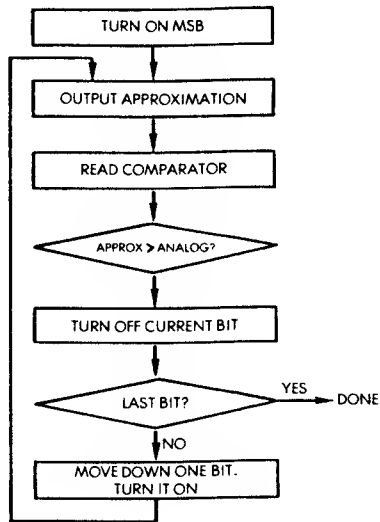 TURN ON MSB
OUTPUT APPROXIMATION
READ COMPARATOR
APPROX > ANALOG?
TURN OFF CURRENT BIT
LAST BIT?
YES
DONE
NO
MOVE DOWN ONE BIT.
TURN IT ON